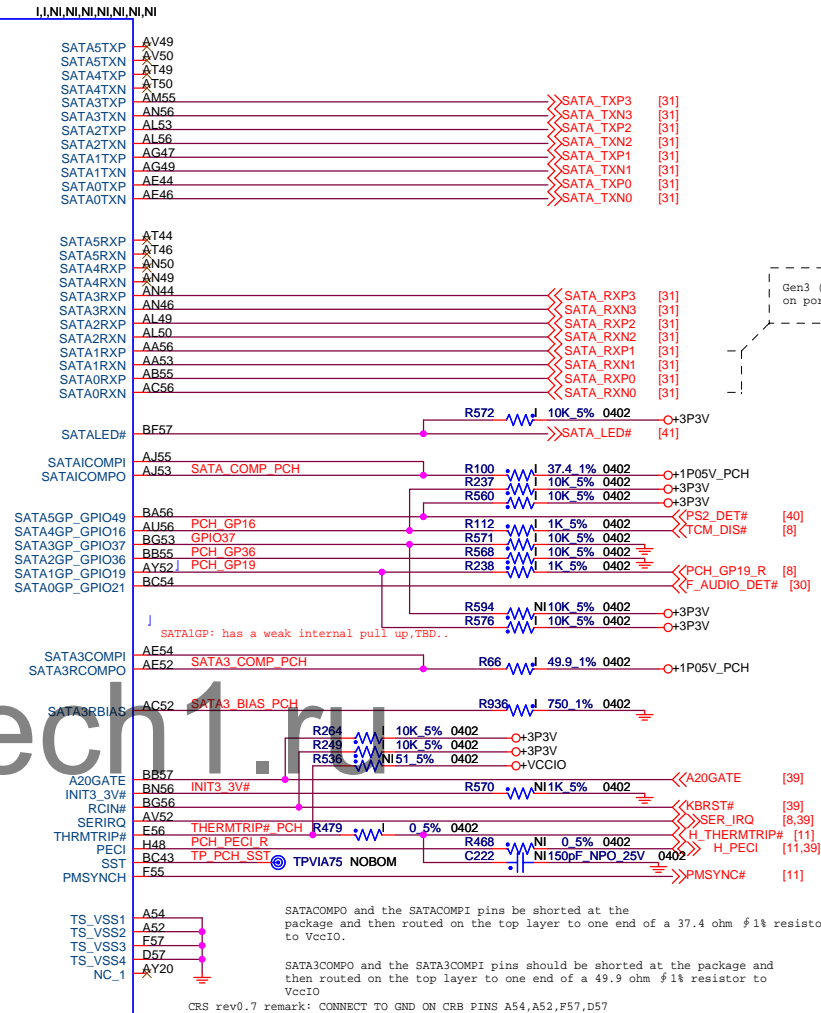 I,I,NI,NI,NI,NI,NI,NI,NI
SATA5TXP AV49
SATA5TXN AV50
SATA4TXP AT49
SATA4TXN AT50
SATA3TXP AM55 SATA_TXP3 [31]
SATA3TXN AN56 SATA_TXN3 [31]
SATA2TXP AL53 SATA_TXP2 [31]
SATA2TXN AL56 SATA_TXN2 [31]
SATA1TXP AG47 SATA_TXP1 [31]
SATA1TXN AG49 SATA_TXN1 [31]
SATA0TXP AE44 SATA_TXP0 [31]
SATA0TXN AE46 SATA_TXN0 [31]
SATA5RXP AT44
SATA5RXN AT46
SATA4RXP AN50
SATA4RXN AN49
SATA3RXP AN44 SATA_RXP3 [31]
SATA3RXN AN46 SATA_RXN3 [31]
SATA2RXP AL49 SATA_RXP2 [31]
SATA2RXN AL50 SATA_RXN2 [31]
SATA1RXP AA56 SATA_RXP1 [31]
SATA1RXN AA53 SATA_RXN1 [31]
SATA0RXP AB55 SATA_RXP0 [31]
SATA0RXN AC56 SATA_RXN0 [31]
Gen3 (
on por
R572 I 10K_5% 0402 +3P3V
SATALED# BF57 SATA_LED# [41]
SATAICOMPI AJ55
SATAICOMPO AJ53 SATA_COMP_PCH R100 I 37.4_1% 0402 +1P05V_PCH
R237 I 10K_5% 0402 +3P3V
R560 I 10K_5% 0402 +3P3V
SATA5GP_GPIO49 BA56 PS2_DET# [40]
SATA4GP_GPIO16 AU56 PCH_GP16 R112 I 1K_5% 0402 TCM_DIS# [8]
SATA3GP_GPIO37 BG53 GPIO37 R571 I 10K_5% 0402
SATA2GP_GPIO36 BB55 PCH_GP36 R568 I 10K_5% 0402
SATA1GP_GPIO19 AY52 PCH_GP19 R238 I 1K_5% 0402 PCH_GP19_R [8]
SATA0GP_GPIO21 BC54 F_AUDIO_DET# [30]
R594 NI 10K_5% 0402 +3P3V
R576 I 10K_5% 0402 +3P3V
SATA1GP: has a weak internal pull up,TBD..
SATA3COMPI AE54
SATA3RCOMPO AE52 SATA3_COMP_PCH R66 I 49.9_1% 0402 +1P05V_PCH
SATA3RBIAS AC52 SATA3_BIAS_PCH R936 I 750_1% 0402
ech1.ru
R264 I 10K_5% 0402 +3P3V
R249 I 10K_5% 0402 +3P3V
R536 NI 51_5% 0402 +VCCIO
A20GATE BB57 A20GATE [39]
INIT3_3V# BN56 INIT3_3V# R570 NI 1K_5% 0402
RCIN# BG56 KBRST# [39]
SERIRQ AV52 SER_IRQ [8,39]
THRMTRIP# E56 THERMTRIP#_PCH R479 I 0_5% 0402 H_THERMTRIP# [11]
PECI H48 PCH_PECI_R R468 NI 0_5% 0402 H_PECI [11,39]
SST BC43 TP_PCH_SST TPVIA75 NOBOM C222 NI 150pF_NPO_25V 0402
PMSYNCH F55 PMSYNC# [11]
TS_VSS1 A54
TS_VSS2 A52
TS_VSS3 F57
TS_VSS4 D57
NC_1 AY20
SATACOMPO and the SATACOMPI pins be shorted at the
package and then routed on the top layer to one end of a 37.4 ohm ∮1% resisto
to VccIO.
SATA3COMPO and the SATA3COMPI pins should be shorted at the package and
then routed on the top layer to one end of a 49.9 ohm ∮1% resistor to
VccIO
CRS rev0.7 remark: CONNECT TO GND ON CRB PINS A54,A52,F57,D57